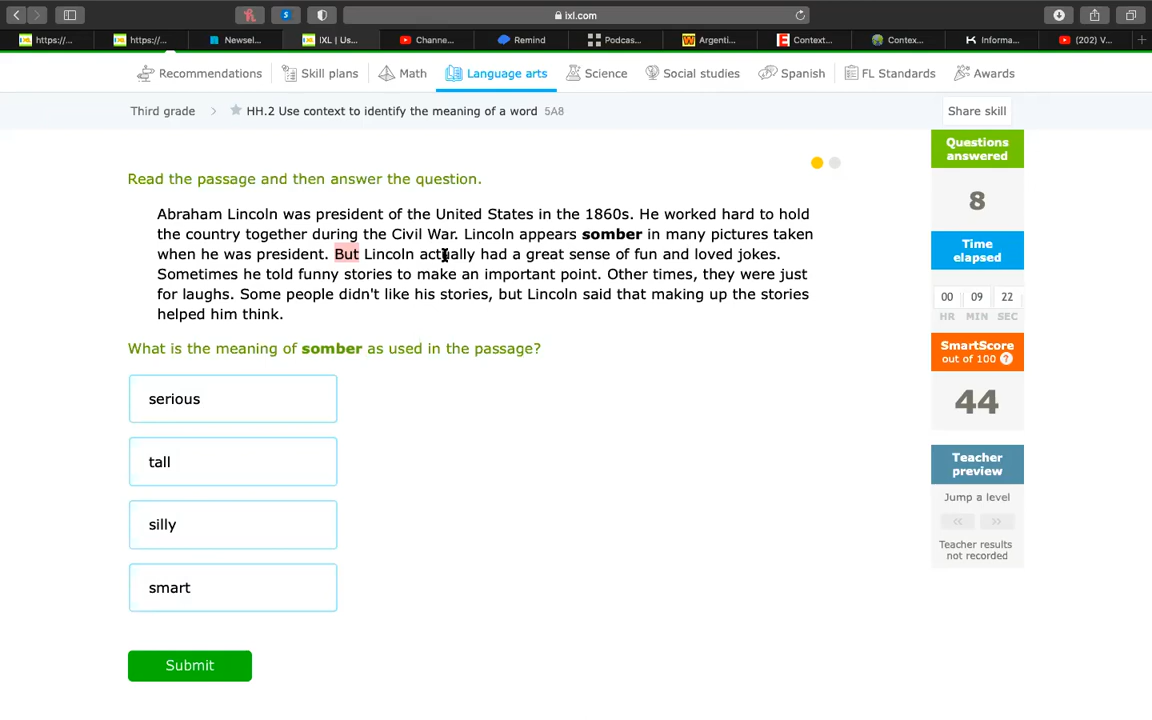 ixl.com
https://...
https://...
Newsel...
IXL | Us...
Channe...
Remind
Podcas...
Argenti...
Context...
Contex...
Informa...
(202) V...
Recommendations
Skill plans
Math
Language arts
Science
Social studies
Spanish
FL Standards
Awards
Third grade > HH.2 Use context to identify the meaning of a word 5A8
Share skill
Read the passage and then answer the question.
Abraham Lincoln was president of the United States in the 1860s. He worked hard to hold
the country together during the Civil War. Lincoln appears somber in many pictures taken
when he was president. But Lincoln actually had a great sense of fun and loved jokes.
Sometimes he told funny stories to make an important point. Other times, they were just
for laughs. Some people didn't like his stories, but Lincoln said that making up the stories
helped him think.
What is the meaning of somber as used in the passage?
serious
tall
silly
smart
Submit
Questions
answered
8
Time
elapsed
00 09 22
HR MIN SEC
SmartScore
out of 100 ?
44
Teacher
preview
Jump a level
Teacher results
not recorded